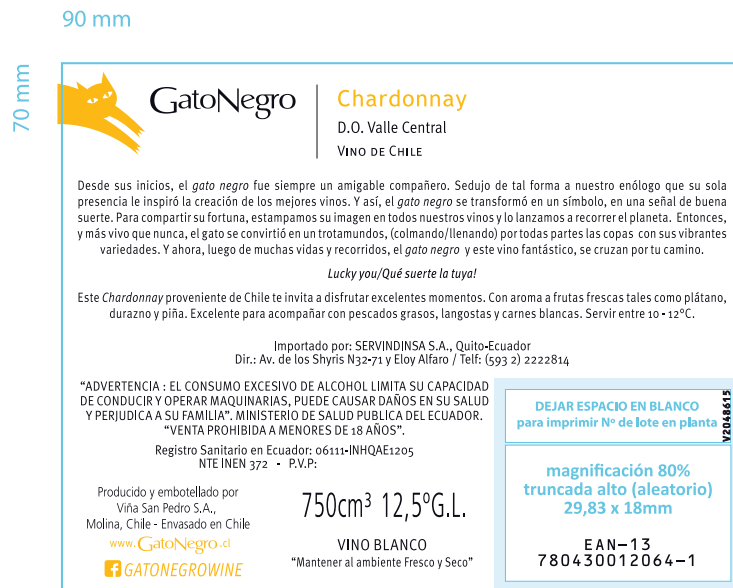 90 mm
70 mm
GatoNegro
Chardonnay
D.O. Valle Central
VINO DE CHILE
Desde sus inicios, el gato negro fue siempre un amigable compañero. Sedujo de tal forma a nuestro enólogo que su sola
presencia le inspiró la creación de los mejores vinos. Y así, el gato negro se transformó en un símbolo, en una señal de buena
suerte. Para compartir su fortuna, estampamos su imagen en todos nuestros vinos y lo lanzamos a recorrer el planeta. Entonces,
y más vivo que nunca, el gato se convirtió en un trotamundos, (colmando/llenando) por todas partes las copas con sus vibrantes
variedades. Y ahora, luego de muchas vidas y recorridos, el gato negro y este vino fantástico, se cruzan por tu camino.
Lucky you/Qué suerte la tuya!
Este Chardonnay proveniente de Chile te invita a disfrutar excelentes momentos. Con aroma a frutas frescas tales como plátano,
durazno y piña. Excelente para acompañar con pescados grasos, langostas y carnes blancas. Servir entre 10 - 12°C.
Importado por: SERVINDINSA S.A., Quito-Ecuador
Dir.: Av. de los Shyris N32-71 y Eloy Alfaro / Telf: (593 2) 2222814
“ADVERTENCIA : EL CONSUMO EXCESIVO DE ALCOHOL LIMITA SU CAPACIDAD
DE CONDUCIR Y OPERAR MAQUINARIAS, PUEDE CAUSAR DAÑOS EN SU SALUD
Y PERJUDICA A SU FAMILIA”. MINISTERIO DE SALUD PUBLICA DEL ECUADOR.
“VENTA PROHIBIDA A MENORES DE 18 AÑOS”.
Registro Sanitario en Ecuador: 06111-INHQAE1205
NTE INEN 372 - P.V.P:
Producido y embotellado por
Viña San Pedro S.A.,
Molina, Chile - Envasado en Chile
www.GatoNegro.cl
GATONEGROWINE
750cm³ 12,5ºG.L.
VINO BLANCO
“Mantener al ambiente Fresco y Seco”
DEJAR ESPACIO EN BLANCO
para imprimir Nº de lote en planta
V2048615
magnificación 80%
truncada alto (aleatorio)
29,83 x 18mm
EAN-13
780430012064-1